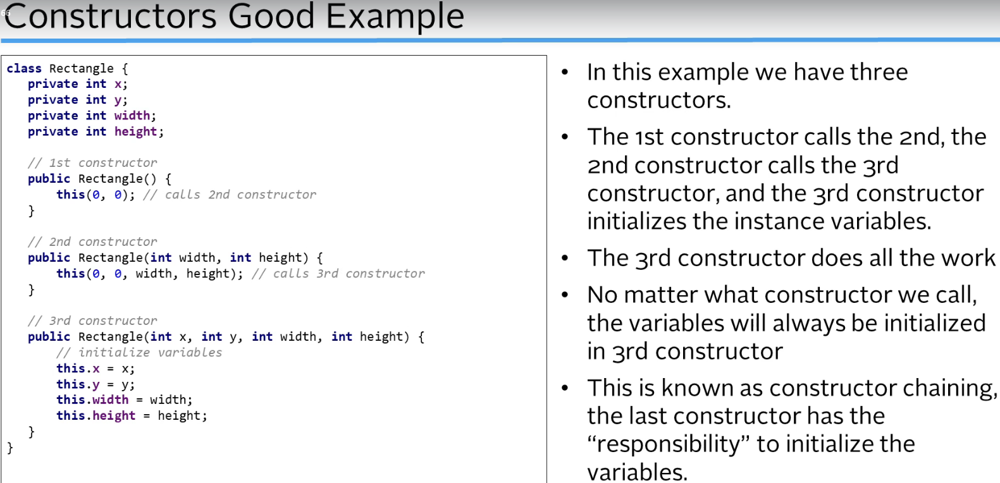 66
Constructors Good Example
class Rectangle {
private int x;
private int y;
private int width;
private int height;
// 1st constructor
public Rectangle() {
this(0, 0); // calls 2nd constructor
}
// 2nd constructor
public Rectangle(int width, int height) {
this(0, 0, width, height); // calls 3rd constructor
}
// 3rd constructor
public Rectangle(int x, int y, int width, int height) {
// initialize variables
this.x = x;
this.y = y;
this.width = width;
this.height = height;
}
}
• In this example we have three
constructors.
• The 1st constructor calls the 2nd, the
2nd constructor calls the 3rd
constructor, and the 3rd constructor
initializes the instance variables.
• The 3rd constructor does all the work
• No matter what constructor we call,
the variables will always be initialized
in 3rd constructor
• This is known as constructor chaining,
the last constructor has the
“responsibility” to initialize the
variables.